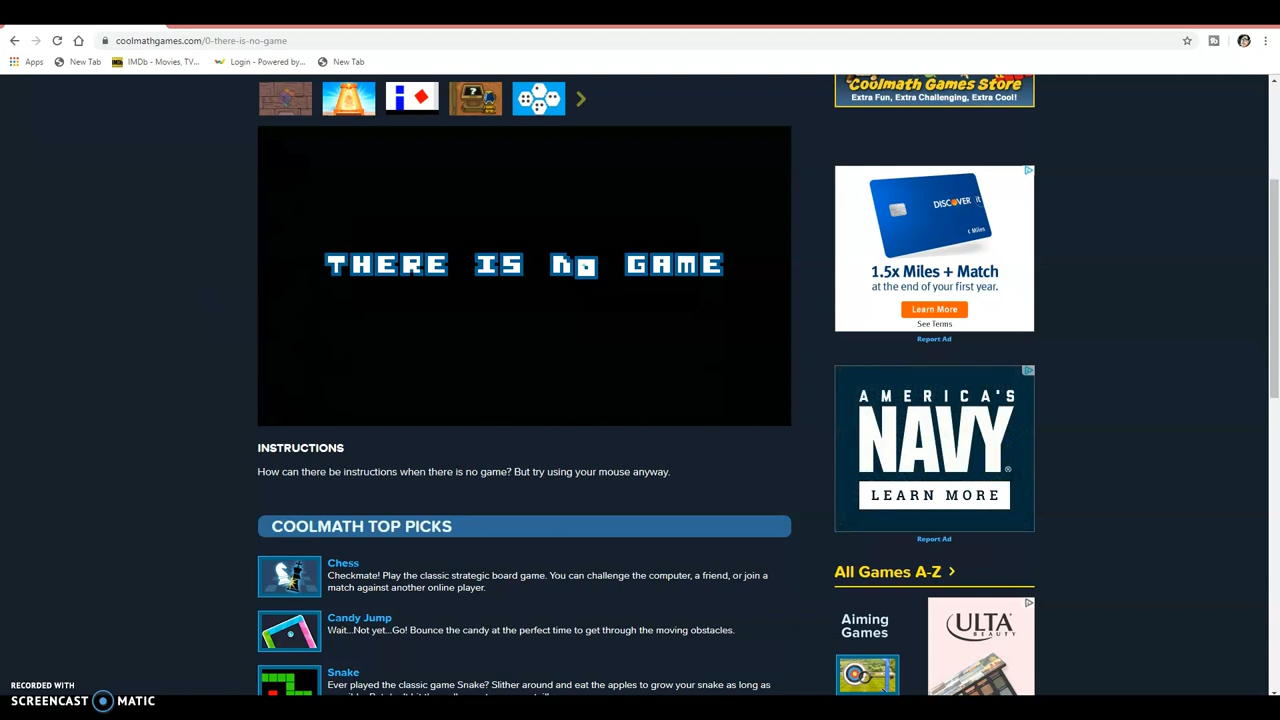 coolmathgames.com/0-there-is-no-game
Apps
New Tab
IMDb - Movies, TV...
Login - Powered by...
New Tab
Coolmath Games Store
Extra Fun, Extra Challenging, Extra Cool!
THERE IS no GAME
DISCOVER it
Miles
1.5x Miles + Match
at the end of your first year.
Learn More
See Terms
Report Ad
INSTRUCTIONS
How can there be instructions when there is no game? But try using your mouse anyway.
AMERICA'S
NAVY
LEARN MORE
Report Ad
COOLMATH TOP PICKS
Chess
Checkmate! Play the classic strategic board game. You can challenge the computer, a friend, or join a
match against another online player.
Candy Jump
Wait...Not yet...Go! Bounce the candy at the perfect time to get through the moving obstacles.
Snake
Ever played the classic game Snake? Slither around and eat the apples to grow your snake as long as
All Games A-Z >
Aiming
Games
ULTA
BEAUTY
RECORDED WITH
SCREENCAST MATIC